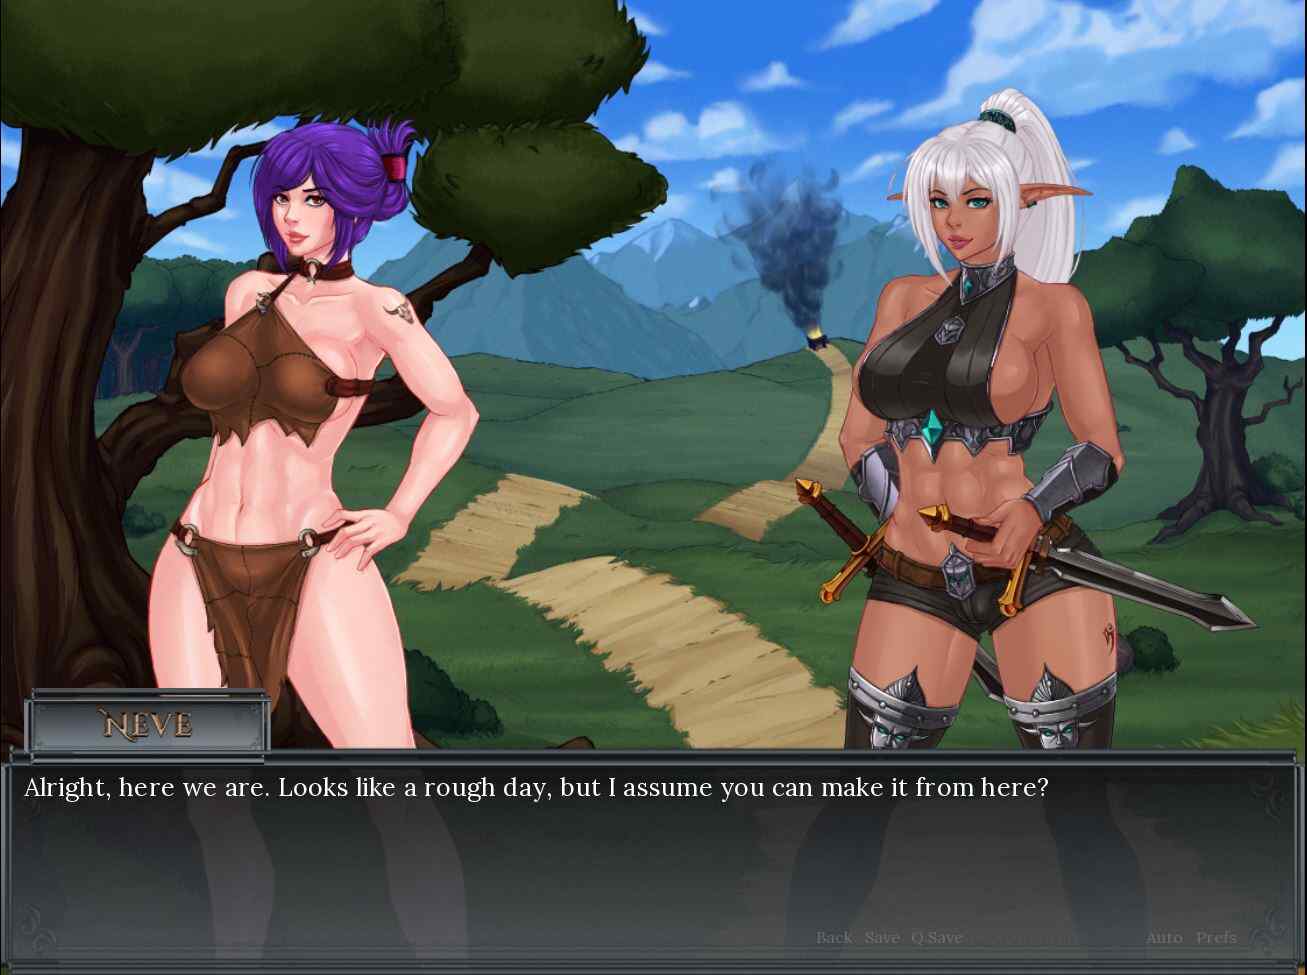 NEVE
Alright, here we are. Looks like a rough day, but I assume you can make it from here?
Back Save Q.Save Auto Prefs